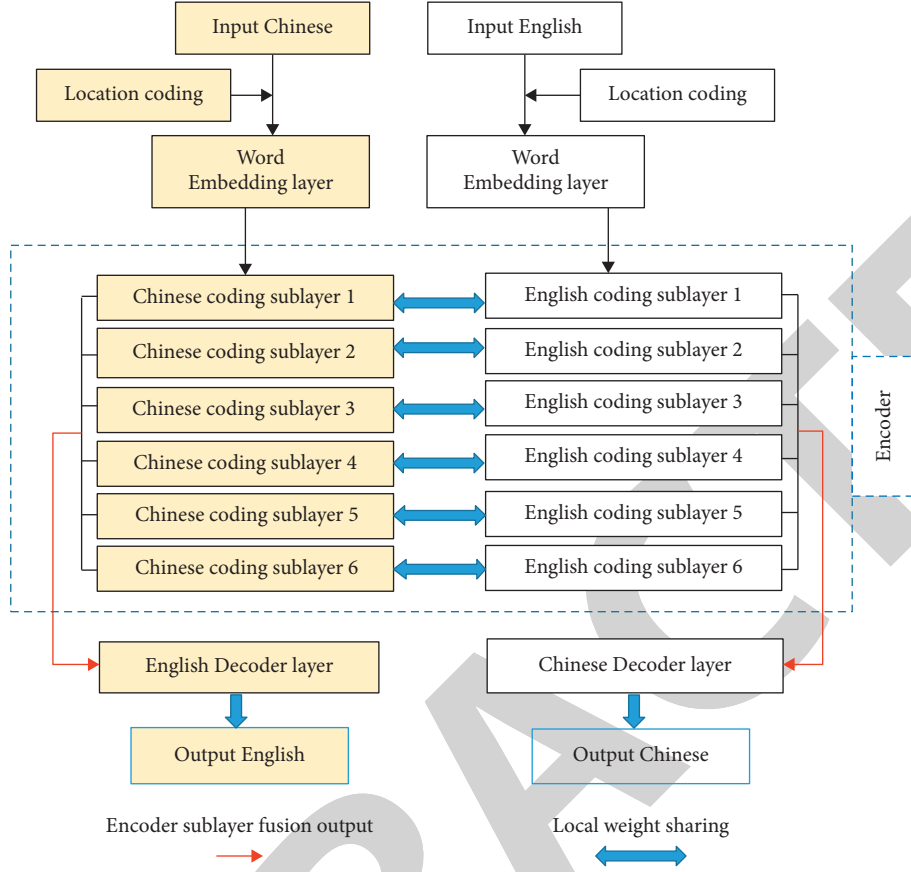 Input Chinese
Input English
Location coding
Location coding
Word
Embedding layer
Word
Embedding layer
Chinese coding sublayer 1
English coding sublayer 1
Chinese coding sublayer 2
English coding sublayer 2
Chinese coding sublayer 3
English coding sublayer 3
Chinese coding sublayer 4
English coding sublayer 4
Chinese coding sublayer 5
English coding sublayer 5
Chinese coding sublayer 6
English coding sublayer 6
Encoder
English Decoder layer
Chinese Decoder layer
Output English
Output Chinese
Encoder sublayer fusion output
Local weight sharing